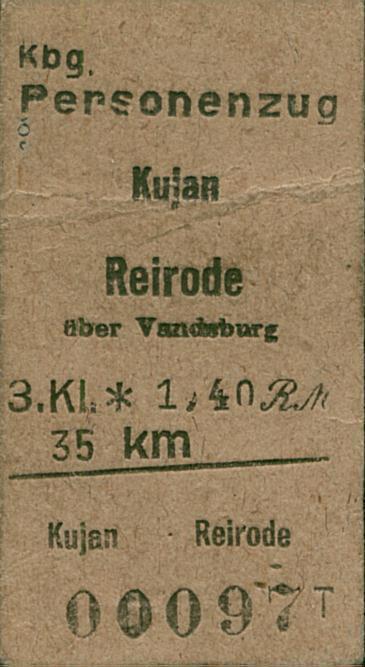 Kbg.
Personenzug
Kujan
Reirode
über Vandsburg
3.Kl. * 1,40 RM
35 km
Kujan Reirode
00097 T